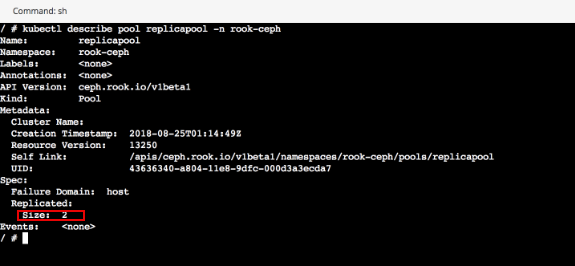 Command: sh
/ # kubectl describe pool replicapool -n rook-ceph
Name:         replicapool
Namespace:    rook-ceph
Labels:       <none>
Annotations:  <none>
API Version:  ceph.rook.io/v1beta1
Kind:         Pool
Metadata:
  Cluster Name:
  Creation Timestamp:  2018-08-25T01:14:49Z
  Resource Version:    13250
  Self Link:           /apis/ceph.rook.io/v1beta1/namespaces/rook-ceph/pools/replicapool
  UID:                 43636340-a804-11e8-9dfc-000d3a3ecda7
Spec:
  Failure Domain:  host
  Replicated:
    Size:  2
Events:    <none>
/ #